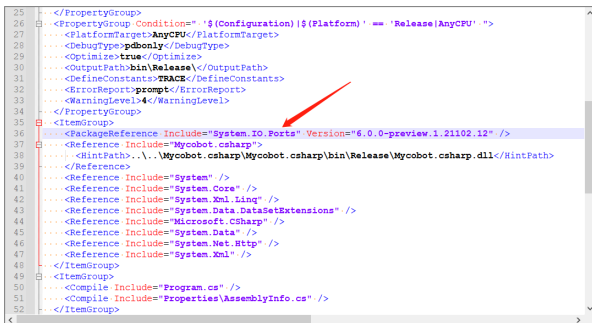 25 </PropertyGroup>
26 <PropertyGroup Condition=" '$(Configuration)|$(Platform)' == 'Release|AnyCPU' ">
27 <PlatformTarget>AnyCPU</PlatformTarget>
28 <DebugType>pdbonly</DebugType>
29 <Optimize>true</Optimize>
30 <OutputPath>bin\Release\</OutputPath>
31 <DefineConstants>TRACE</DefineConstants>
32 <ErrorReport>prompt</ErrorReport>
33 <WarningLevel>4</WarningLevel>
34 </PropertyGroup>
35 <ItemGroup>
36 <PackageReference Include="System.IO.Ports" Version="6.0.0-preview.1.21102.12" />
37 <Reference Include="Mycobot.csharp">
38 <HintPath>..\..\Mycobot.csharp\Mycobot.csharp\bin\Release\Mycobot.csharp.dll</HintPath>
39 </Reference>
40 <Reference Include="System" />
41 <Reference Include="System.Core" />
42 <Reference Include="System.Xml.Linq" />
43 <Reference Include="System.Data.DataSetExtensions" />
44 <Reference Include="Microsoft.CSharp" />
45 <Reference Include="System.Data" />
46 <Reference Include="System.Net.Http" />
47 <Reference Include="System.Xml" />
48 </ItemGroup>
49 <ItemGroup>
50 <Compile Include="Program.cs" />
51 <Compile Include="Properties\AssemblyInfo.cs" />
52 </ItemGroup>